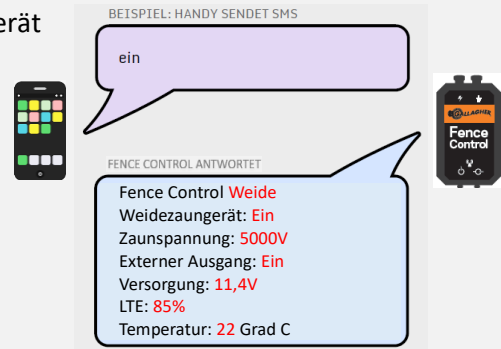 erät
BEISPIEL: HANDY SENDET SMS
ein
GALLAGHER
Fence
Control
FENCE CONTROL ANTWORTET
Fence Control Weide
Weidezaungerät: Ein
Zaunspannung: 5000V
Externer Ausgang: Ein
Versorgung: 11,4V
LTE: 85%
Temperatur: 22 Grad C